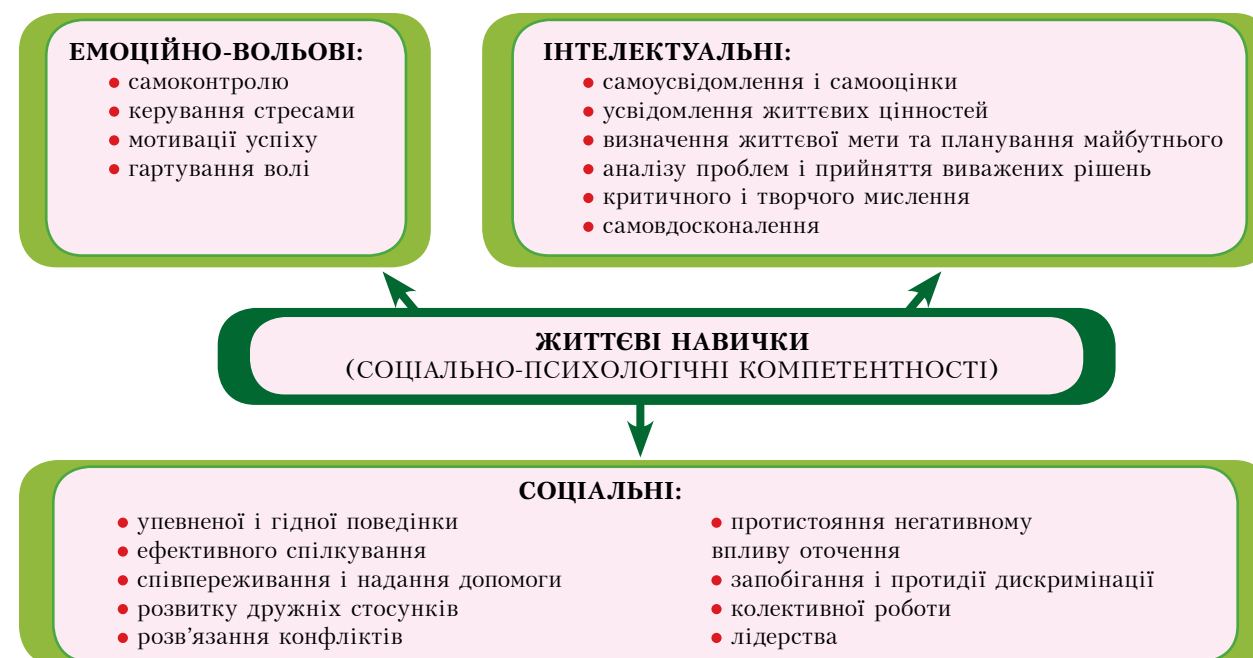 ЕМОЦІЙНО-ВОЛЬОВІ:
• самоконтролю
• керування стресами
• мотивації успіху
• гартування волі
ІНТЕЛЕКТУАЛЬНІ:
• самоусвідомлення і самооцінки
• усвідомлення життєвих цінностей
• визначення життєвої мети та планування майбутнього
• аналізу проблем і прийняття виважених рішень
• критичного і творчого мислення
• самовдосконалення
ЖИТТЄВІ НАВИЧКИ
(СОЦІАЛЬНО-ПСИХОЛОГІЧНІ КОМПЕТЕНТНОСТІ)
СОЦІАЛЬНІ:
• упевненої і гідної поведінки
• ефективного спілкування
• співпереживання і надання допомоги
• розвитку дружніх стосунків
• розв’язання конфліктів
• протистояння негативному
впливу оточення
• запобігання і протидії дискримінації
• колективної роботи
• лідерства